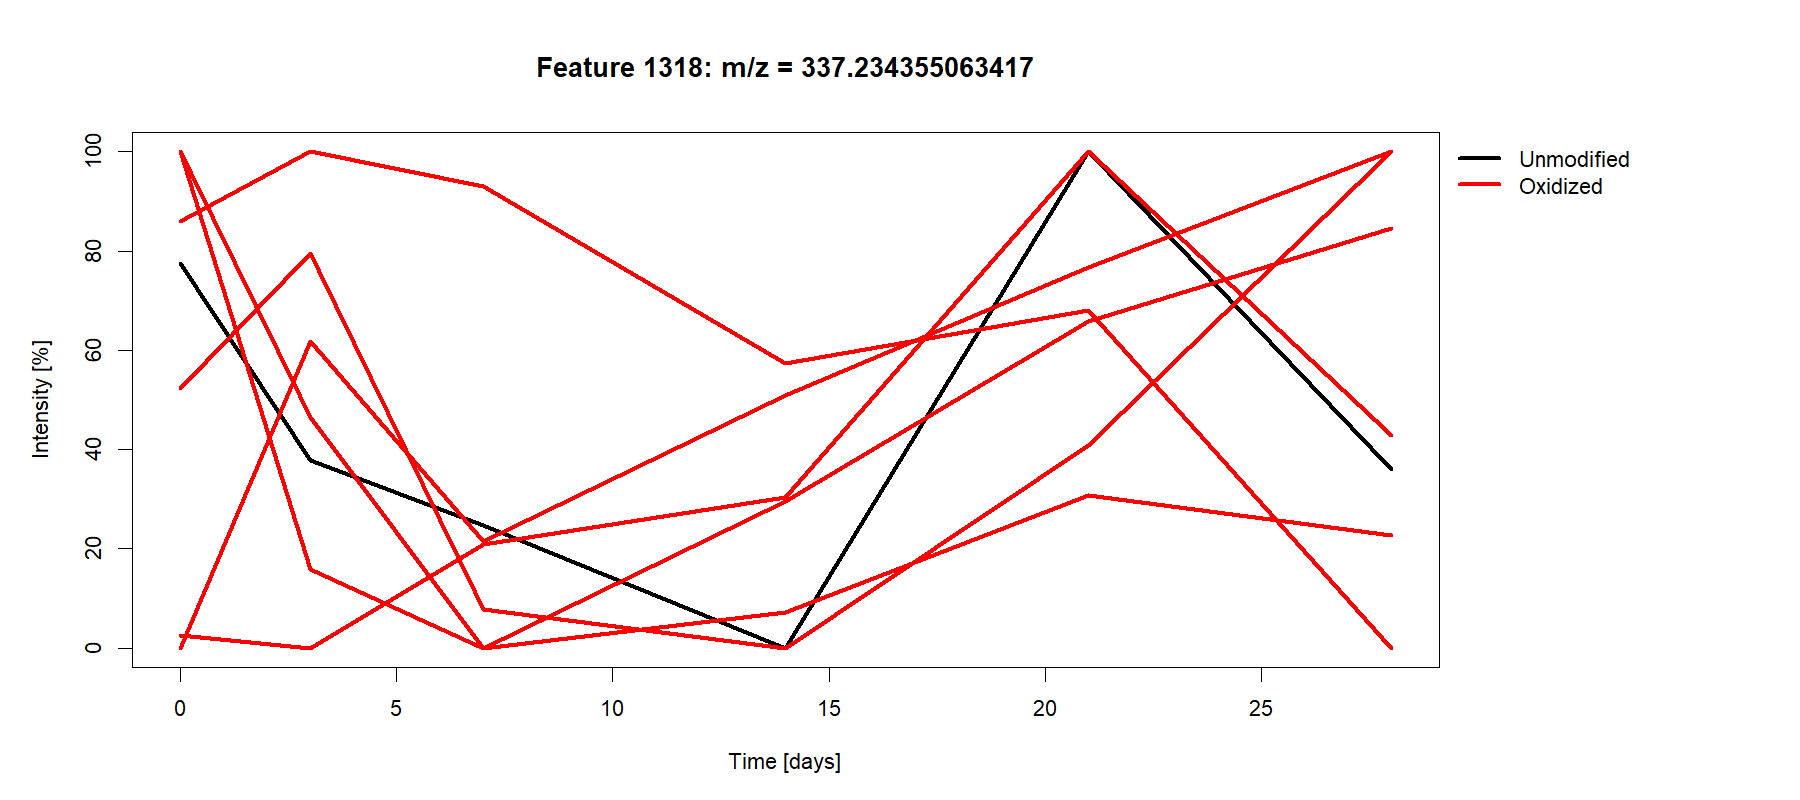 Feature 1318: m/z = 337.234355063417
Unmodified
Oxidized
Intensity [%]
100
80
60
40
20
0
0 5 10 15 20 25
Time [days]